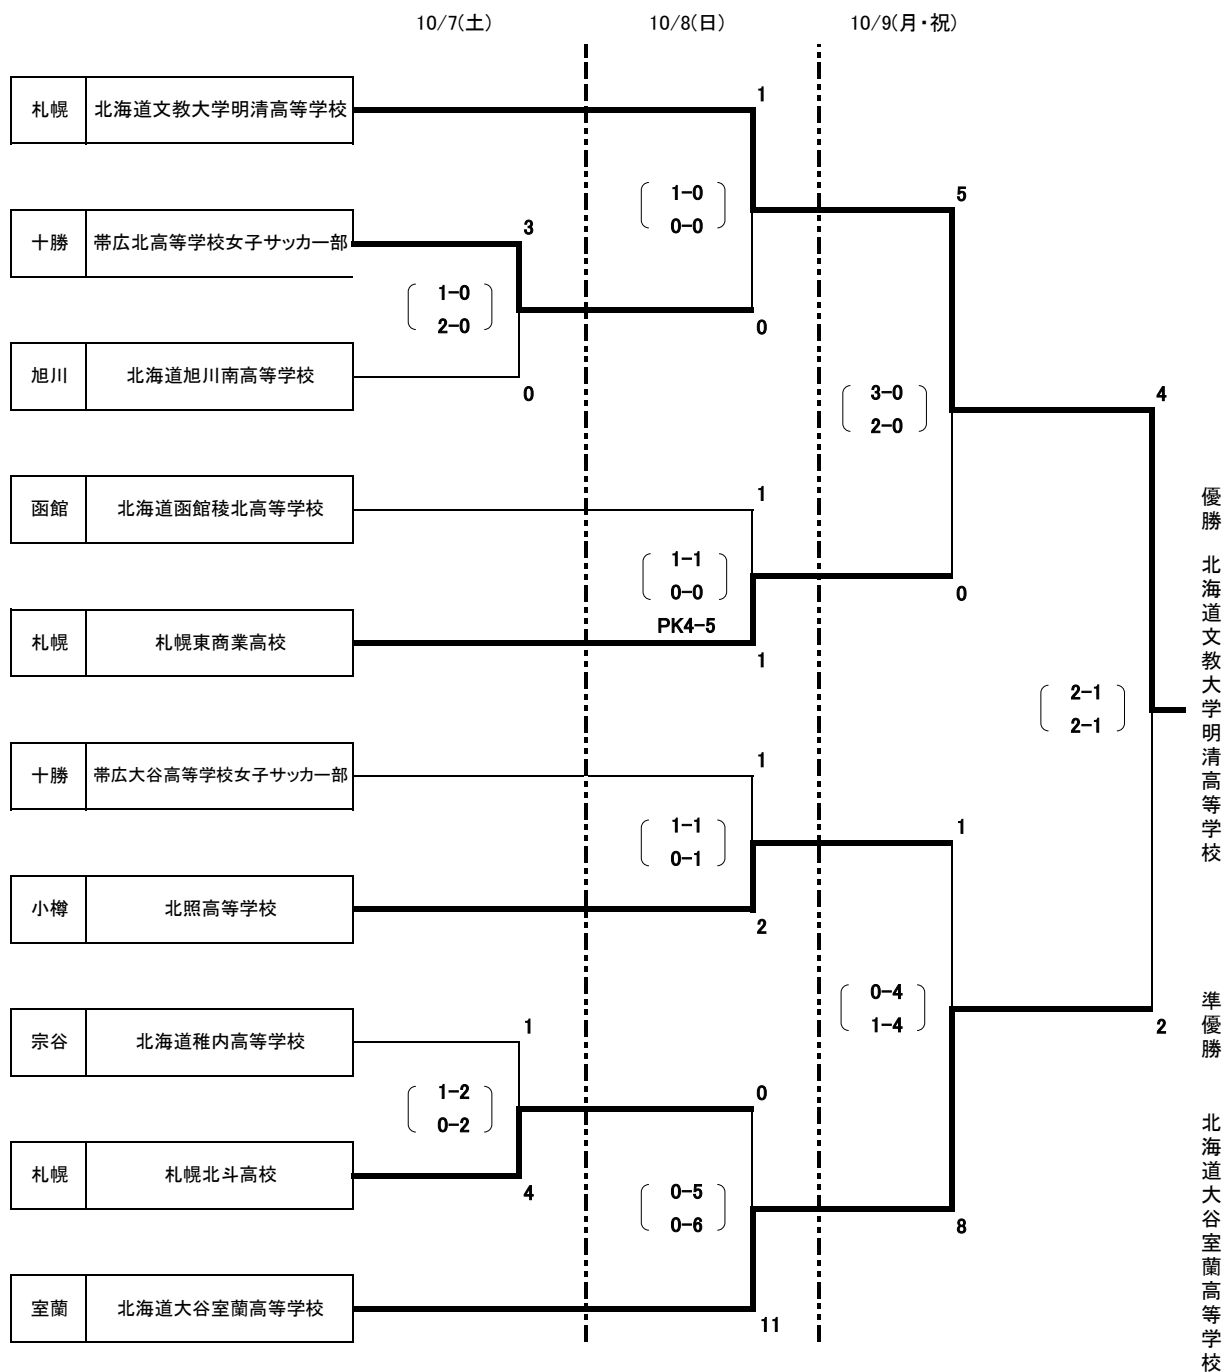 10/7(土) 10/8(日) 10/9(月・祝)
1
札幌 北海道文教大学明清高等学校
1-0
5
0-0
3
十勝 帯広北高等学校女子サッカー部
1-0
2-0
0
旭川 北海道旭川南高等学校
0
3-0
4
2-0
1
函館 北海道函館稜北高等学校
1-1
0-0
0
PK4-5
札幌 札幌東商業高校
1
2-1
2-1
優勝 北海道文教大学明清高等学校
1
十勝 帯広大谷高等学校女子サッカー部
1-1
1
0-1
小樽 北照高等学校
2
0-4
1-4
1
2
宗谷 北海道稚内高等学校
1-2
0
0-2
札幌 札幌北斗高校
4
0-5
0-6
8
室蘭 北海道大谷室蘭高等学校
11
準優勝 北海道大谷室蘭高等学校